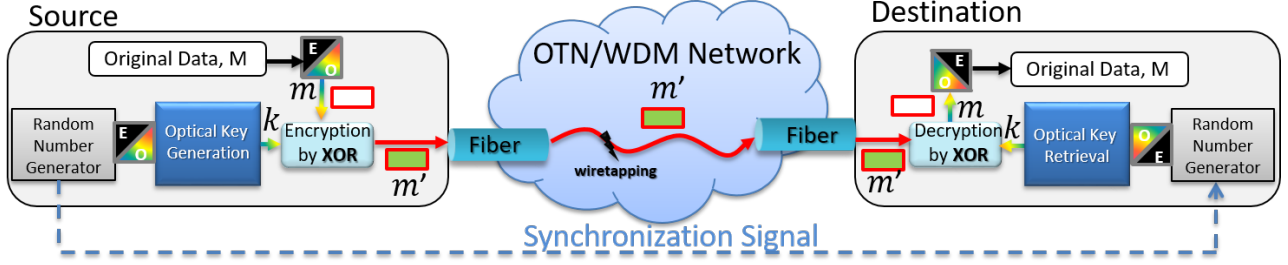 Source
Original Data, M
E
O
m
Random
Number
Generator
E
O
Optical Key
Generation
k
Encryption
by XOR
m'
Fiber
OTN/WDM Network
m'
wiretapping
Fiber
Destination
E
O
Original Data, M
m
m'
Decryption
by XOR
k
Optical Key
Retrieval
O
E
Random
Number
Generator
Synchronization Signal